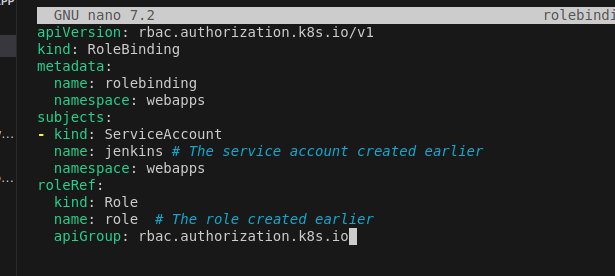 PP
GNU nano 7.2 rolebindi
apiVersion: rbac.authorization.k8s.io/v1
kind: RoleBinding
metadata:
  name: rolebinding
  namespace: webapps
subjects:
- kind: ServiceAccount
  name: jenkins # The service account created earlier
  namespace: webapps
roleRef:
  kind: Role
  name: role  # The role created earlier
  apiGroup: rbac.authorization.k8s.io